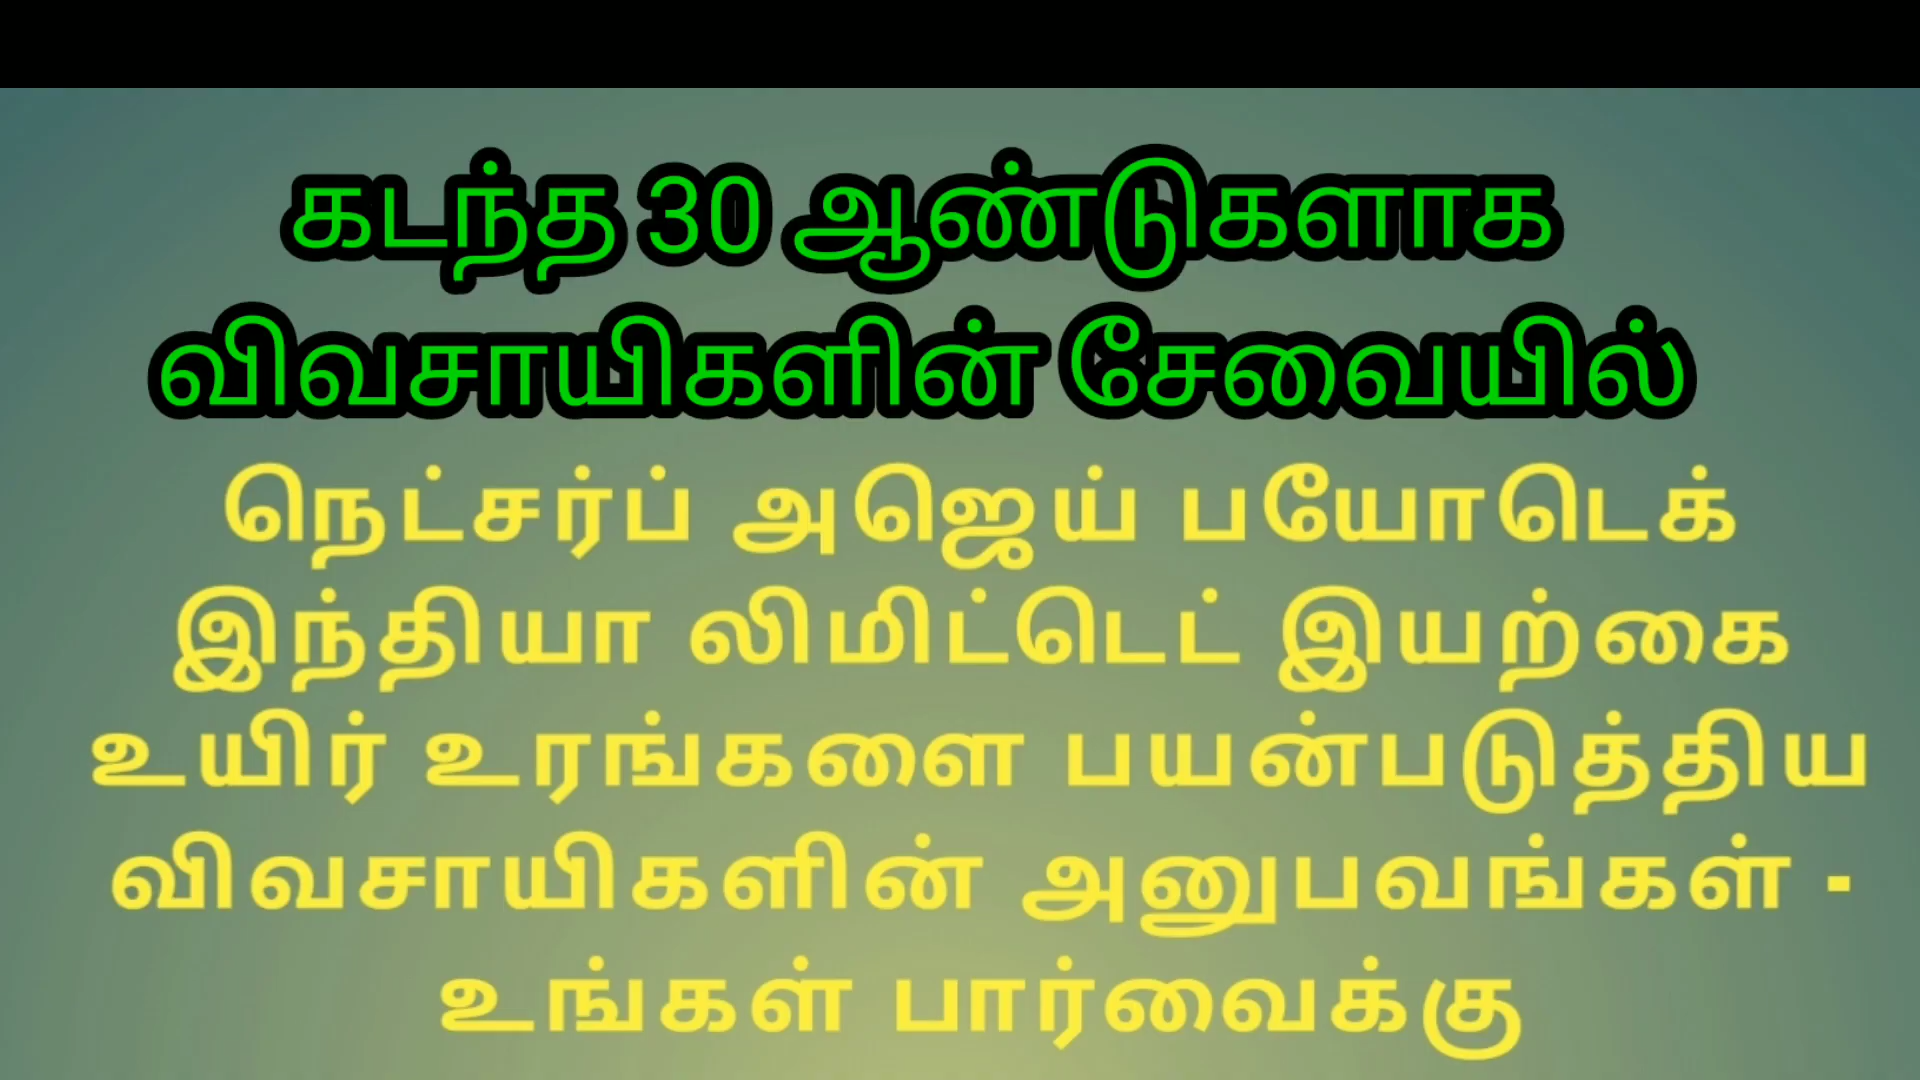 கடந்த 30 ஆண்டுகளாக
விவசாயிகளின் சேவையில்
நெட்சர்ப் அஜெய் பயோடெக்
இந்தியா லிமிட்டெட் இயற்கை
உயிர் உரங்களை பயன்படுத்திய
விவசாயிகளின் அனுபவங்கள் -
உங்கள் பார்வைக்கு